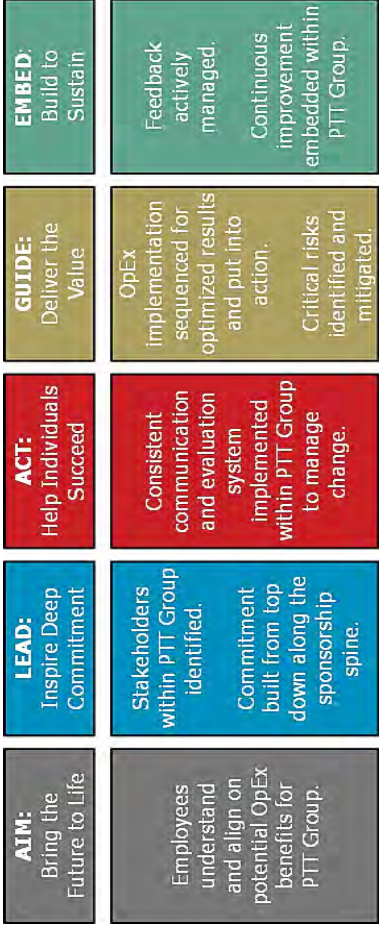 AIM:
Bring the
Future to Life
Employees
understand
and align on
potential OpEx
benefits for
PTT Group.
LEAD:
Inspire Deep
Commitment
Stakeholders
within PTT Group
identified.
Commitment
built from top
down along the
sponsorship
spine.
ACT:
Help Individuals
Succeed
Consistent
communication
and evaluation
system
implemented
within PTT Group
to manage
change.
GUIDE:
Deliver the
Value
OpEx
implementation
sequenced for
optimized results
and put into
action.
Critical risks
identified and
mitigated.
EMBED:
Build to
Sustain
Feedback
actively
managed.
Continuous
improvement
embedded within
PTT Group.